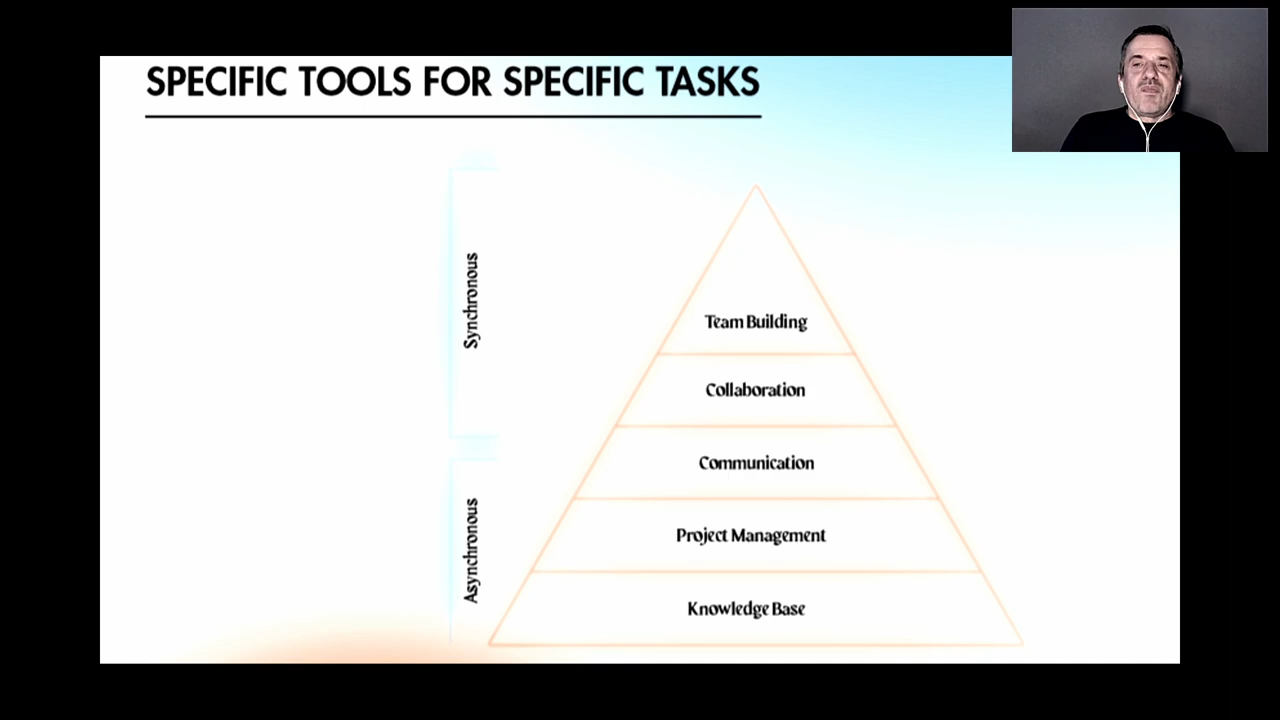 SPECIFIC TOOLS FOR SPECIFIC TASKS
Synchronous
Team Building
Collaboration
Communication
Asynchronous
Project Management
Knowledge Base